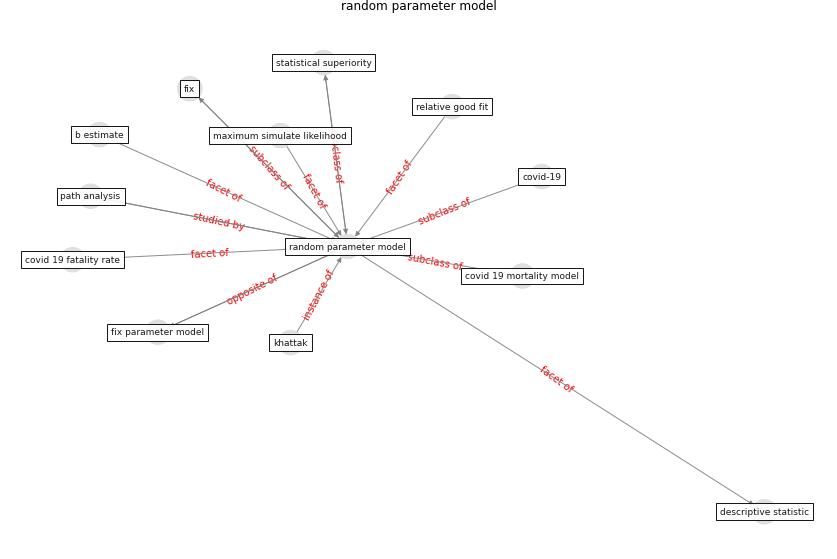 random parameter model
statistical superiority
fix
relative good fit
b estimate
maximum simulate likelihood
subclass of
class of
facet of
facet of
facet of
covid-19
path analysis
subclass of
studied by
random parameter model
covid 19 fatality rate
facet of
subclass of
covid 19 mortality model
opposite of
instance of
fix parameter model
khattak
facet of
descriptive statistic